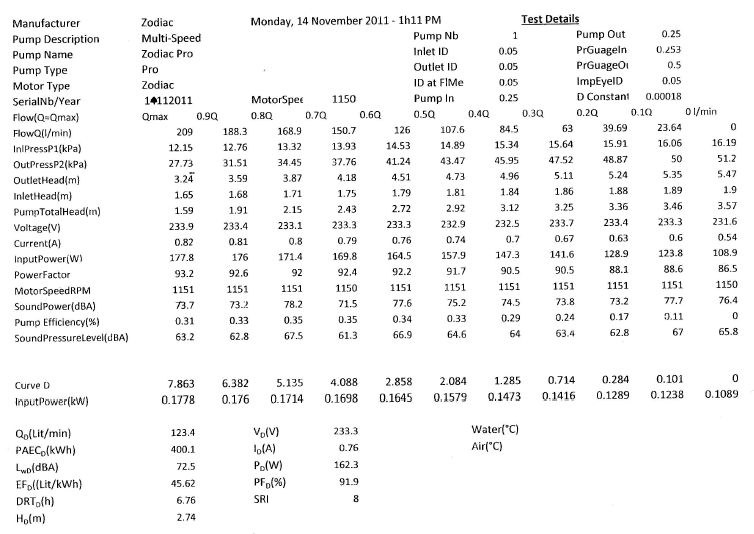 Manufacturer Zodiac Monday, 14 November 2011 - 1h11 PM Test Details
Pump Description Multi-Speed Pump Nb 1 Pump Out 0.25
Pump Name Zodiac Pro Inlet ID 0.05 PrGuageIn 0.253
Pump Type Pro Outlet ID 0.05 PrGuageOu 0.5
Motor Type Zodiac ID at FlMe 0.05 ImpEyeID 0.05
SerialNb/Year 14112011 MotorSpee 1150 Pump In 0.25 D Constant 0.00018
Flow(Q=Qmax) Qmax 0.9Q 0.8Q 0.7Q 0.6Q 0.5Q 0.4Q 0.3Q 0.2Q 0.1Q 0 l/min
FlowQ(l/min) 209 188.3 168.9 150.7 126 107.6 84.5 63 39.69 23.64 0
InlPressP1(kPa) 12.15 12.76 13.32 13.93 14.53 14.89 15.34 15.64 15.91 16.06 16.19
OutPressP2(kPa) 27.73 31.51 34.45 37.76 41.24 43.47 45.95 47.52 48.87 50 51.2
OutletHead(m) 3.24 3.59 3.87 4.18 4.51 4.73 4.96 5.11 5.24 5.35 5.47
InletHead(m) 1.65 1.68 1.71 1.75 1.79 1.81 1.84 1.86 1.88 1.89 1.9
PumpTotalHead(m) 1.59 1.91 2.15 2.43 2.72 2.92 3.12 3.25 3.36 3.46 3.57
Voltage(V) 233.9 233.4 233.1 233.3 233.3 232.9 232.5 233.7 233.4 233.3 231.6
Current(A) 0.82 0.81 0.8 0.79 0.76 0.74 0.7 0.67 0.63 0.6 0.54
InputPower(W) 177.8 176 171.4 169.8 164.5 157.9 147.3 141.6 128.9 123.8 108.9
PowerFactor 93.2 92.6 92 92.4 92.2 91.7 90.5 90.5 88.1 88.6 86.5
MotorSpeedRPM 1151 1151 1151 1150 1151 1151 1151 1151 1151 1151 1150
SoundPower(dBA) 73.7 73.2 78.2 71.5 77.6 75.2 74.5 73.8 73.2 77.7 76.4
Pump Efficiency(%) 0.31 0.33 0.35 0.35 0.34 0.33 0.29 0.24 0.17 0.11 0
SoundPressureLevel(dBA) 63.2 62.8 67.5 61.3 66.9 64.6 64 63.4 62.8 67 65.8
Curve D 7.863 6.382 5.135 4.088 2.858 2.084 1.285 0.714 0.284 0.101 0
InputPower(kW) 0.1778 0.176 0.1714 0.1698 0.1645 0.1579 0.1473 0.1416 0.1289 0.1238 0.1089
QD(Lit/min) 123.4 VD(V) 233.3 Water(°C)
PAECD(kWh) 400.1 ID(A) 0.76 Air(°C)
LwD(dBA) 72.5 PD(W) 162.3
EFD((Lit/kWh) 45.62 PFD(%) 91.9
DRTD(h) 6.76 SRI 8
HD(m) 2.74